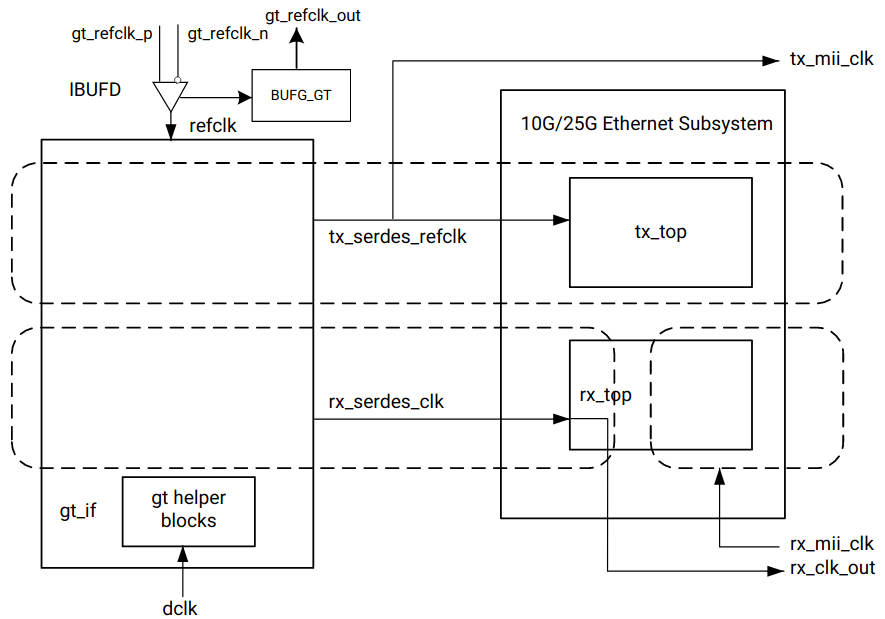 gt_refclk_out
gt_refclk_p
gt_refclk_n
tx_mii_clk
IBUFD
BUFG_GT
refclk
10G/25G Ethernet Subsystem
tx_serdes_refclk
tx_top
rx_serdes_clk
rx_top
gt_if
gt helper
blocks
rx_mii_clk
rx_clk_out
dclk